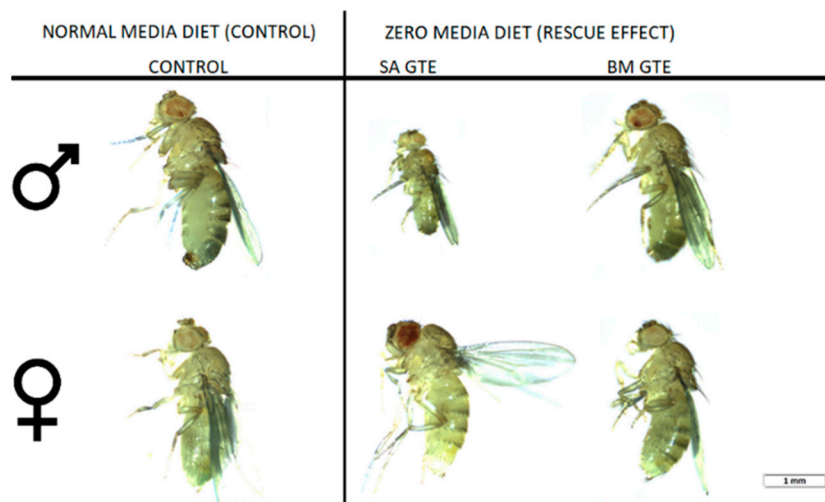 NORMAL MEDIA DIET (CONTROL)
ZERO MEDIA DIET (RESCUE EFFECT)
CONTROL
SA GTE
BM GTE
1 mm